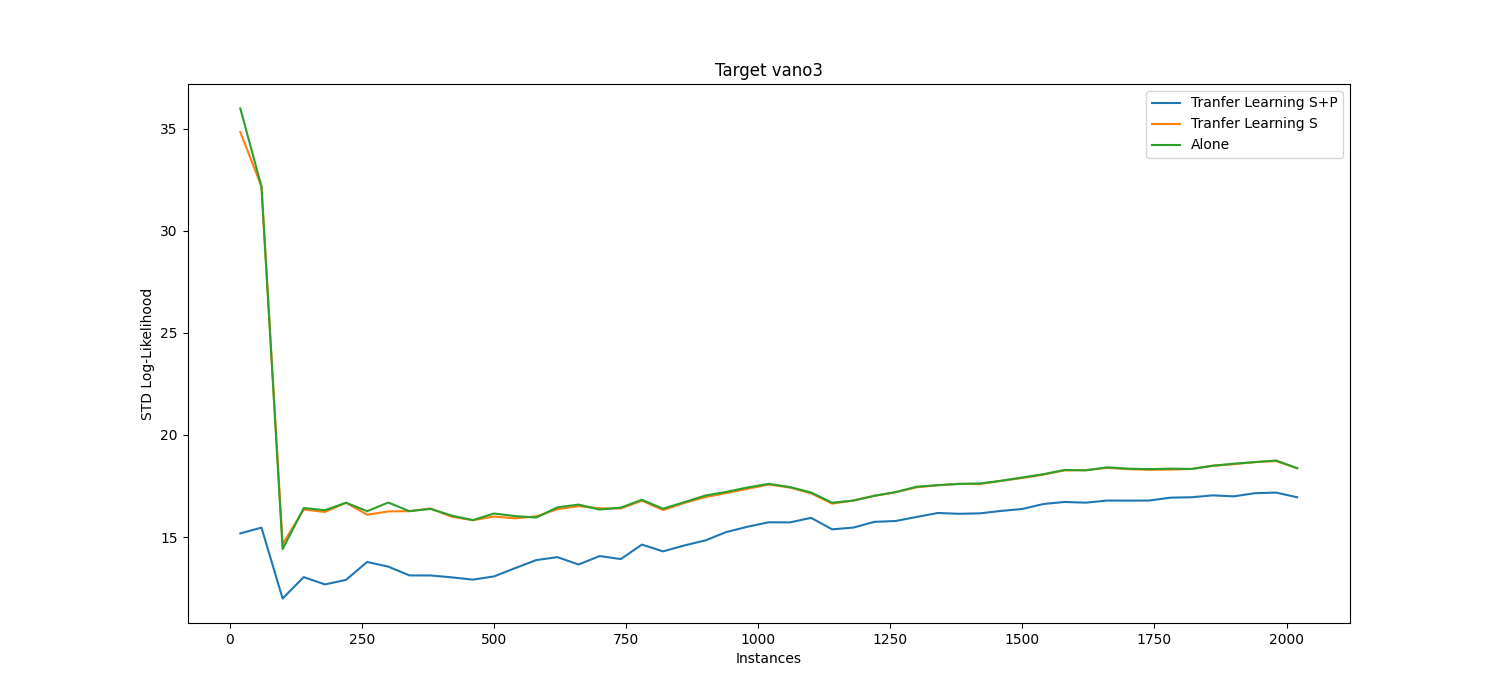 Target vano3
Tranfer Learning S+P
Tranfer Learning S
Alone
STD Log-Likelihood
35
30
25
20
15
0 250 500 750 1000 1250 1500 1750 2000
Instances